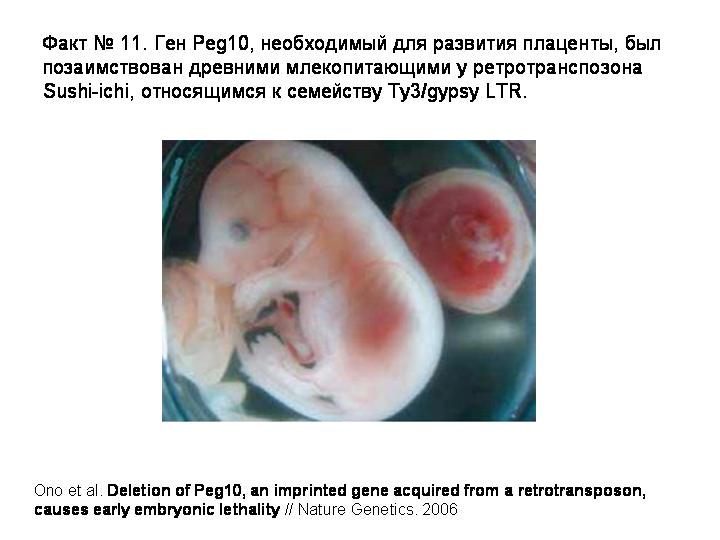 Факт № 11. Ген Peg10, необходимый для развития плаценты, был
позаимствован древними млекопитающими у ретротранспозона
Sushi-ichi, относящимся к семейству Ty3/gypsy LTR.
Ono et al. Deletion of Peg10, an imprinted gene acquired from a retrotransposon,
causes early embryonic lethality // Nature Genetics. 2006